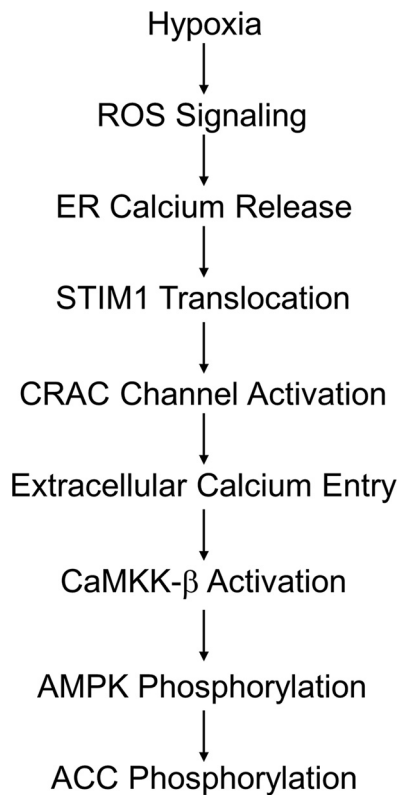 Hypoxia
ROS Signaling
ER Calcium Release
STIM1 Translocation
CRAC Channel Activation
Extracellular Calcium Entry
CaMKK-β Activation
AMPK Phosphorylation
ACC Phosphorylation